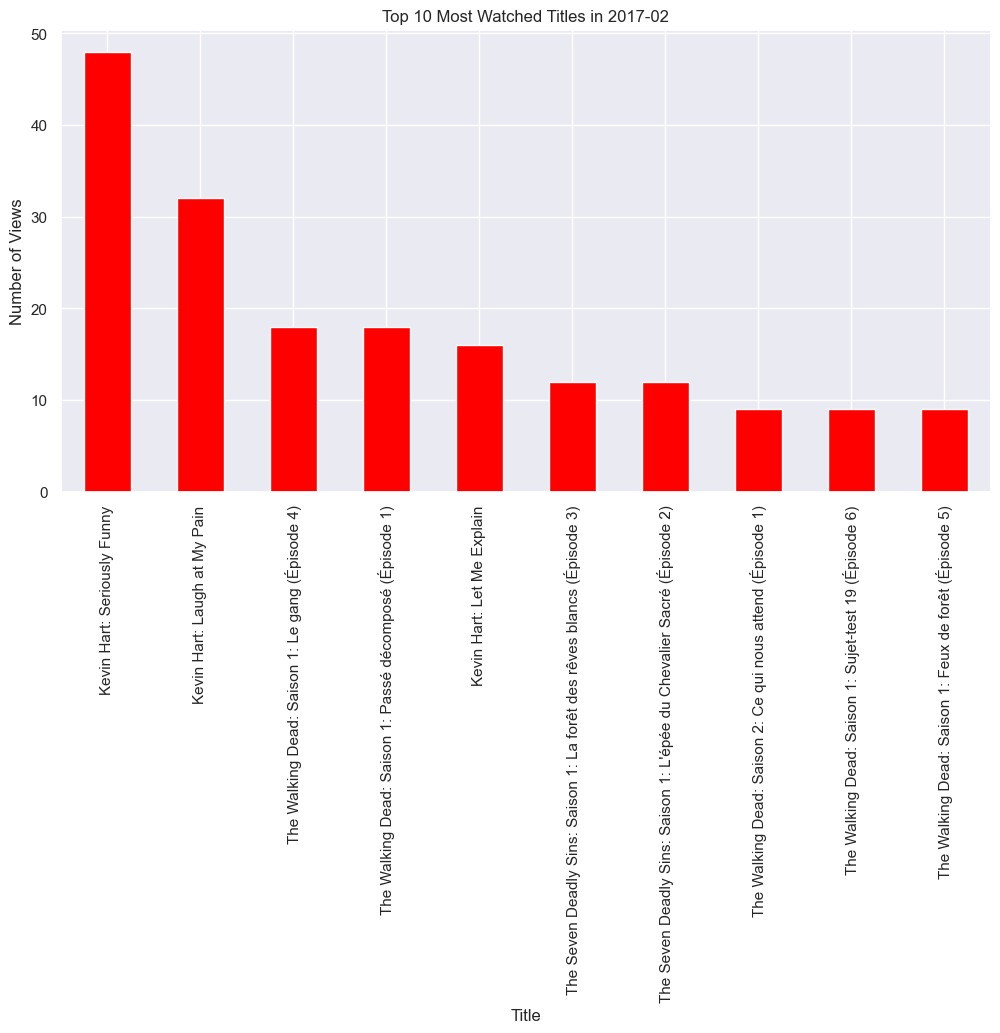 Top 10 Most Watched Titles in 2017-02
Number of Views
50
40
30
20
10
0
Kevin Hart: Seriously Funny
Kevin Hart: Laugh at My Pain
The Walking Dead: Saison 1: Le gang (Épisode 4)
The Walking Dead: Saison 1: Passé décomposé (Épisode 1)
Kevin Hart: Let Me Explain
The Seven Deadly Sins: Saison 1: La forêt des rêves blancs (Épisode 3)
The Seven Deadly Sins: Saison 1: L'épée du Chevalier Sacré (Épisode 2)
The Walking Dead: Saison 2: Ce qui nous attend (Épisode 1)
The Walking Dead: Saison 1: Sujet-test 19 (Épisode 6)
The Walking Dead: Saison 1: Feux de forêt (Épisode 5)
Title